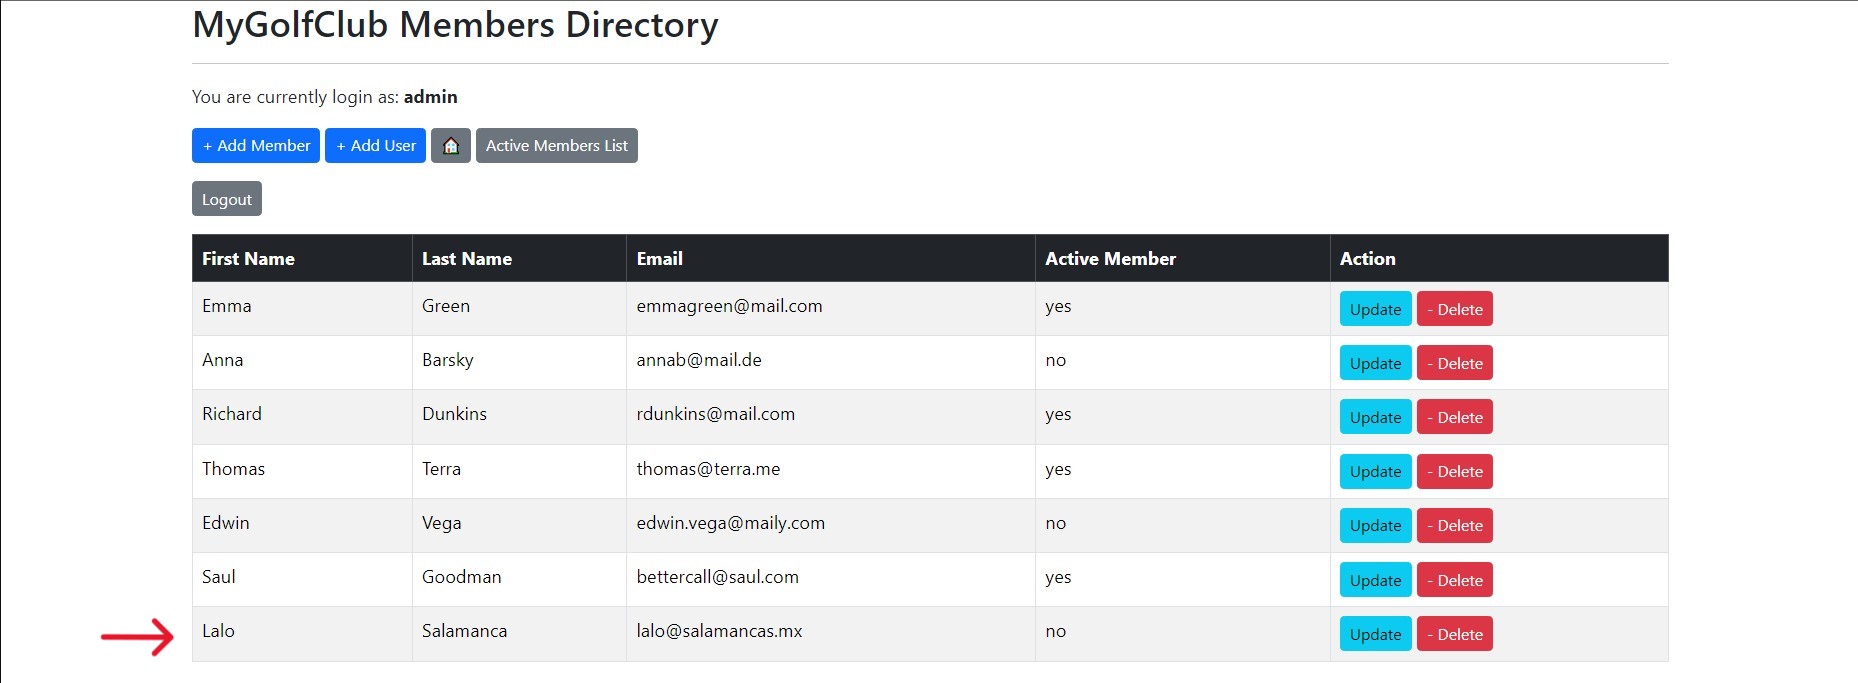 MyGolfClub Members Directory
You are currently login as: admin
+ Add Member + Add User Active Members List
Logout
First Name Last Name Email Active Member Action
Emma Green emmagreen@mail.com yes Update - Delete
Anna Barsky annab@mail.de no Update - Delete
Richard Dunkins rdunkins@mail.com yes Update - Delete
Thomas Terra thomas@terra.me yes Update - Delete
Edwin Vega edwin.vega@maily.com no Update - Delete
Saul Goodman bettercall@saul.com yes Update - Delete
Lalo Salamanca lalo@salamancas.mx no Update - Delete